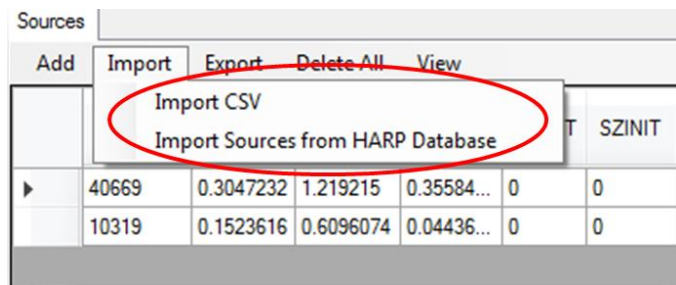 Sources
Add Import Export Delete All View
Import CSV
Import Sources from HARP Database
T SZINIT
40669 0.3047232 1.219215 0.35584... 0 0
10319 0.1523616 0.6096074 0.04436... 0 0